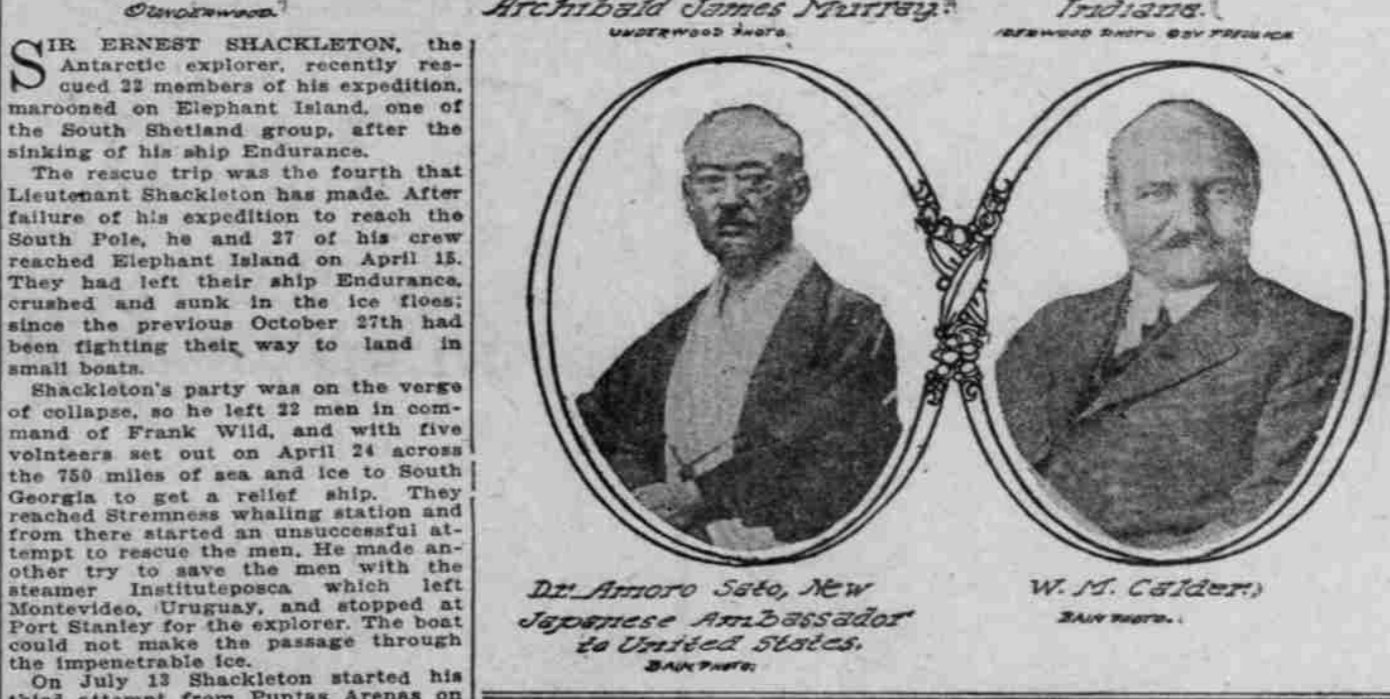 ©UNDERWOOD.
Archibald James Murray.
UNDERWOOD PHOTO.
Indiana.
SIR ERNEST SHACKLETON, the
Antarctic explorer, recently res-
cued 22 members of his expedition,
marooned on Elephant Island, one of
the South Shetland group, after the
sinking of his ship Endurance.
The rescue trip was the fourth that
Lieutenant Shackleton has made. After
failure of his expedition to reach the
South Pole, he and 27 of his crew
reached Elephant Island on April 15.
They had left their ship Endurance,
crushed and sunk in the ice floes;
since the previous October 27th had
been fighting their way to land in
small boats.
Shackleton's party was on the verge
of collapse, so he left 22 men in com-
mand of Frank Wild, and with five
volnteers set out on April 24 across
the 750 miles of sea and ice to South
Georgia to get a relief ship. They
reached Stremness whaling station and
from there started an unsuccessful at-
tempt to rescue the men. He made an-
other try to save the men with the
steamer Instituteposca which left
Montevideo, Uruguay, and stopped at
Port Stanley for the explorer. The boat
could not make the passage through
the impenetrable ice.
On July 13 Shackleton started his
third attempt from Puntas Arenas on
Dr. Amoro Sato, New
Japanese Ambassador
to United States.
BAIN PHOTO.
W. M. Calder.
BAIN PHOTO.